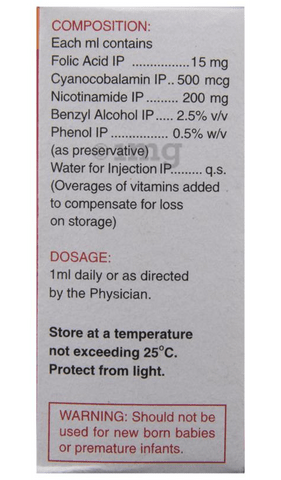 COMPOSITION:
Each ml contains
Folic Acid IP ................15 mg
Cyanocobalamin IP..500 mcg
Nicotinamide IP ......... 200 mg
Benzyl Alcohol IP..... 2.5% v/v
Phenol IP ................ 0.5% w/v
(as preservative)
Water for Injection IP......... q.s.
(Overages of vitamins added
to compensate for loss
on storage)
DOSAGE:
1ml daily or as directed
by the Physician.
Store at a temperature
not exceeding 25°C.
Protect from light.
WARNING: Should not be
used for new born babies
or premature infants.